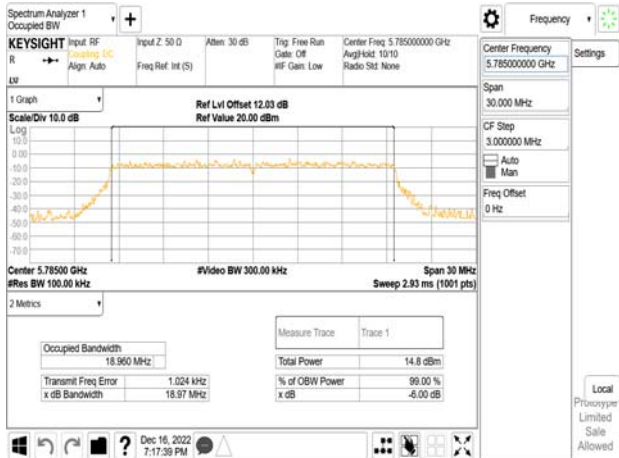 Spectrum Analyzer 1
Occupied BW
Frequency
KEYSIGHT
R
LXI
Input: RF
Coupling: DC
Align: Auto
Input Z: 50 Ω
Freq Ref: Int (S)
Atten: 30 dB
Trig: Free Run
Gate: Off
#IF Gain: Low
Center Freq: 5.785000000 GHz
Avg|Hold: 10/10
Radio Std: None
1 Graph
Scale/Div 10.0 dB
Ref Lvl Offset 12.03 dB
Ref Value 20.00 dBm
Log
10.0
0.00
-10.0
-20.0
-30.0
-40.0
-50.0
-60.0
-70.0
Center 5.78500 GHz
#Res BW 100.00 kHz
#Video BW 300.00 kHz
Span 30 MHz
Sweep 2.93 ms (1001 pts)
2 Metrics
Measure Trace
Trace 1
Occupied Bandwidth
18.960 MHz
Total Power
14.8 dBm
Transmit Freq Error
1.024 kHz
% of OBW Power
99.00 %
x dB Bandwidth
18.97 MHz
x dB
-6.00 dB
Dec 16, 2022
7:17:39 PM
Center Frequency
5.785000000 GHz
Span
30.000 MHz
CF Step
3.000000 MHz
Auto
Man
Freq Offset
0 Hz
Settings
Local
Prototype
Limited
Sale
Allowed